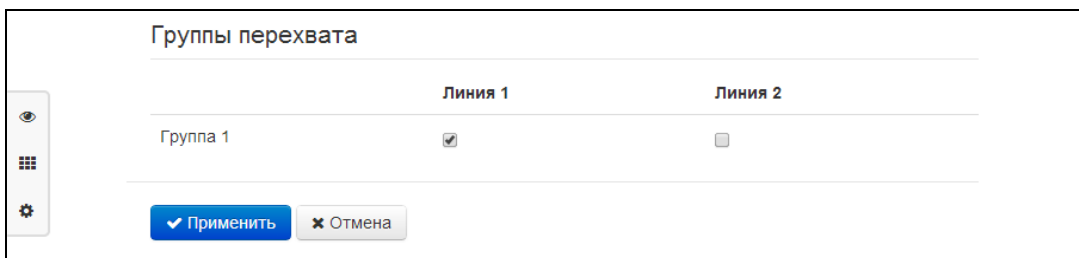 Группы перехвата
Линия 1 Линия 2
Группа 1
Применить Отмена